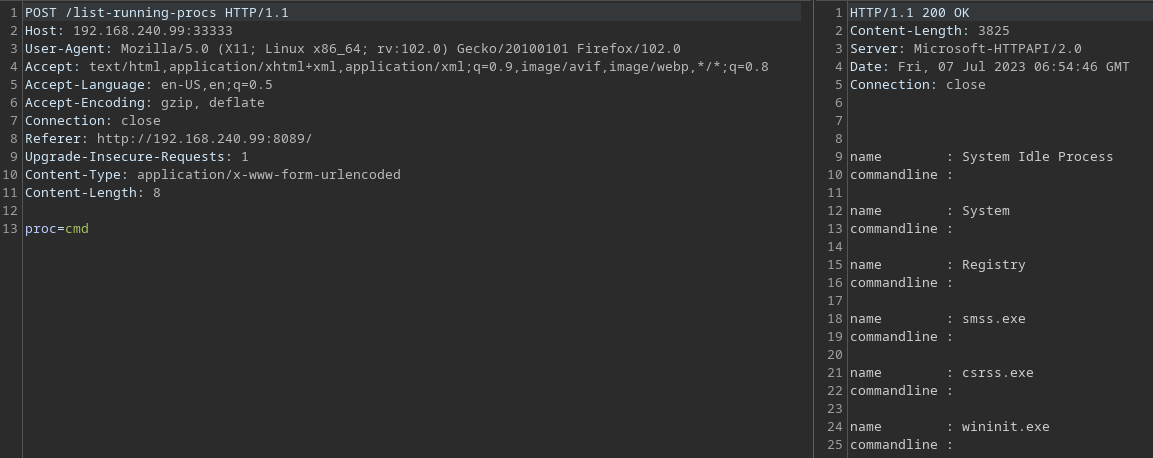 1 POST /list-running-procs HTTP/1.1
2 Host: 192.168.240.99:33333
3 User-Agent: Mozilla/5.0 (X11; Linux x86_64; rv:102.0) Gecko/20100101 Firefox/102.0
4 Accept: text/html,application/xhtml+xml,application/xml;q=0.9,image/avif,image/webp,*/*;q=0.8
5 Accept-Language: en-US,en;q=0.5
6 Accept-Encoding: gzip, deflate
7 Connection: close
8 Referer: http://192.168.240.99:8089/
9 Upgrade-Insecure-Requests: 1
10 Content-Type: application/x-www-form-urlencoded
11 Content-Length: 8
12
13 proc=cmd
1 HTTP/1.1 200 OK
2 Content-Length: 3825
3 Server: Microsoft-HTTPAPI/2.0
4 Date: Fri, 07 Jul 2023 06:54:46 GMT
5 Connection: close
6
7
8
9 name        : System Idle Process
10 commandline :
11
12 name        : System
13 commandline :
14
15 name        : Registry
16 commandline :
17
18 name        : smss.exe
19 commandline :
20
21 name        : csrss.exe
22 commandline :
23
24 name        : wininit.exe
25 commandline :